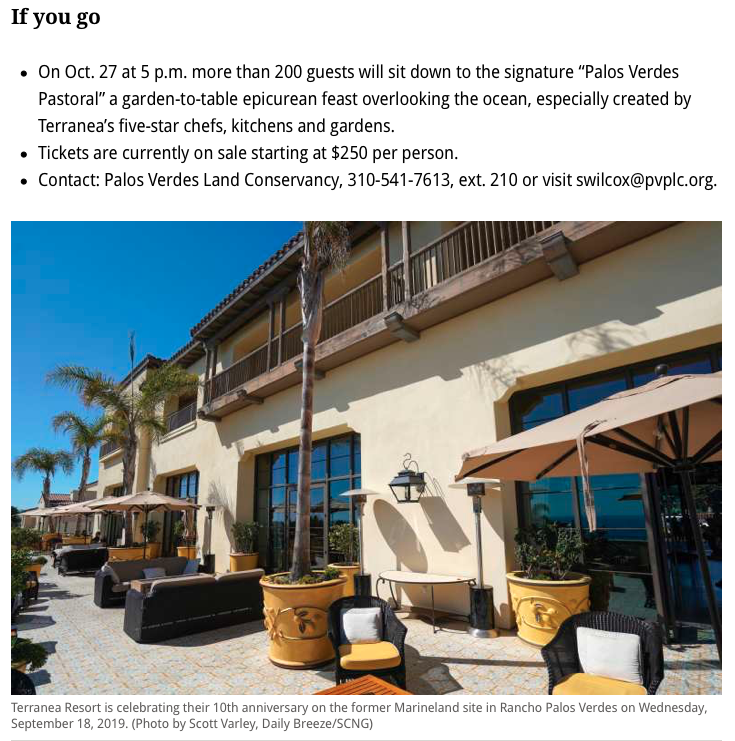 If you go
• On Oct. 27 at 5 p.m. more than 200 guests will sit down to the signature “Palos Verdes
Pastoral” a garden-to-table epicurean feast overlooking the ocean, especially created by
Terranea’s five-star chefs, kitchens and gardens.
• Tickets are currently on sale starting at $250 per person.
• Contact: Palos Verdes Land Conservancy, 310-541-7613, ext. 210 or visit swilcox@pvplc.org.
Terranea Resort is celebrating their 10th anniversary on the former Marineland site in Rancho Palos Verdes on Wednesday,
September 18, 2019. (Photo by Scott Varley, Daily Breeze/SCNG)